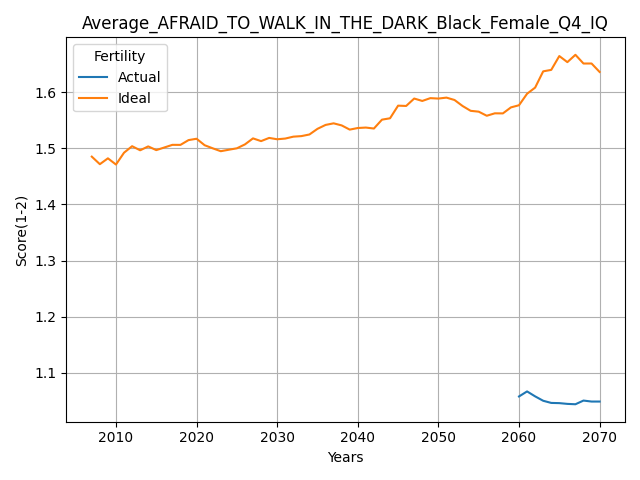 Average_AFRAID_TO_WALK_IN_THE_DARK_Black_Female_Q4_IQ
Fertility
Actual
Ideal
Score(1-2)
1.6
1.5
1.4
1.3
1.2
1.1
2010 2020 2030 2040 2050 2060 2070
Years